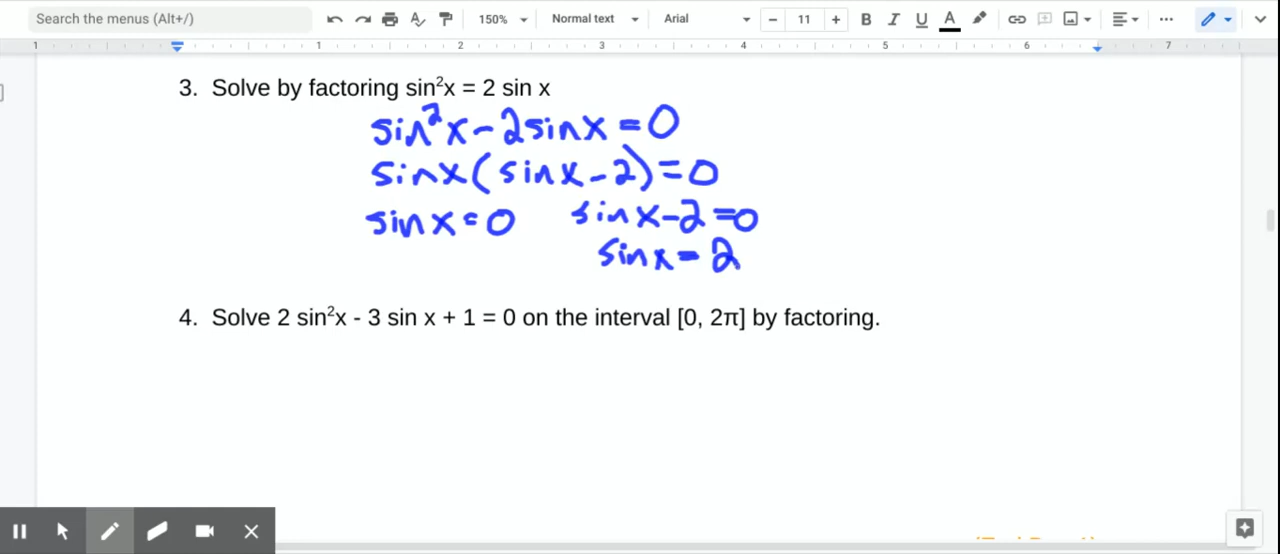 Search the menus (Alt+/) 150% Normal text Arial - 11 + B I U A
1 1 2 3 4 5 6 7
3. Solve by factoring sin²x = 2 sin x
sin²x - 2sinx = 0
sinx(sinx - 2) = 0
sinx = 0 sinx - 2 = 0
sinx = 2
4. Solve 2 sin²x - 3 sin x + 1 = 0 on the interval [0, 2π] by factoring.